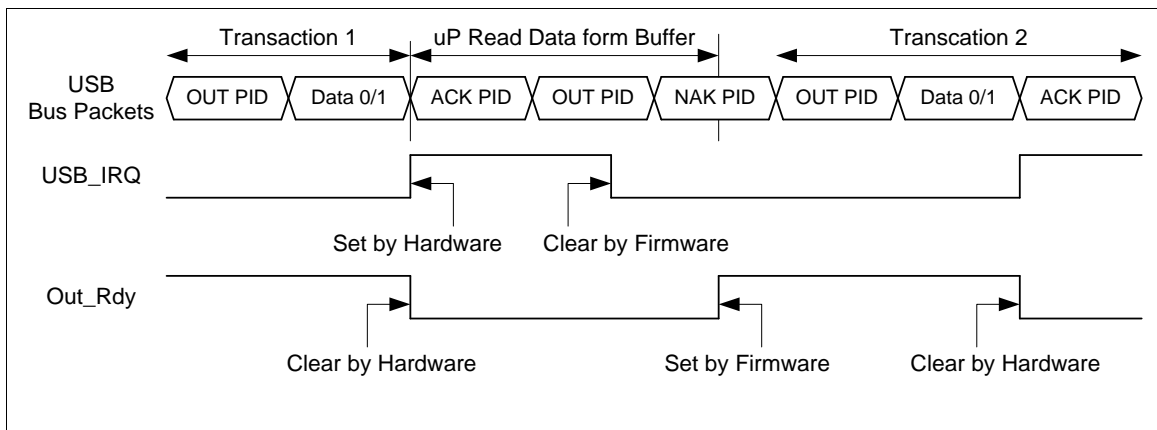 Transaction 1
uP Read Data form Buffer
Transcation 2
USB
Bus Packets
OUT PID
Data 0/1
ACK PID
OUT PID
NAK PID
OUT PID
Data 0/1
ACK PID
USB_IRQ
Set by Hardware
Clear by Firmware
Out_Rdy
Clear by Hardware
Set by Firmware
Clear by Hardware